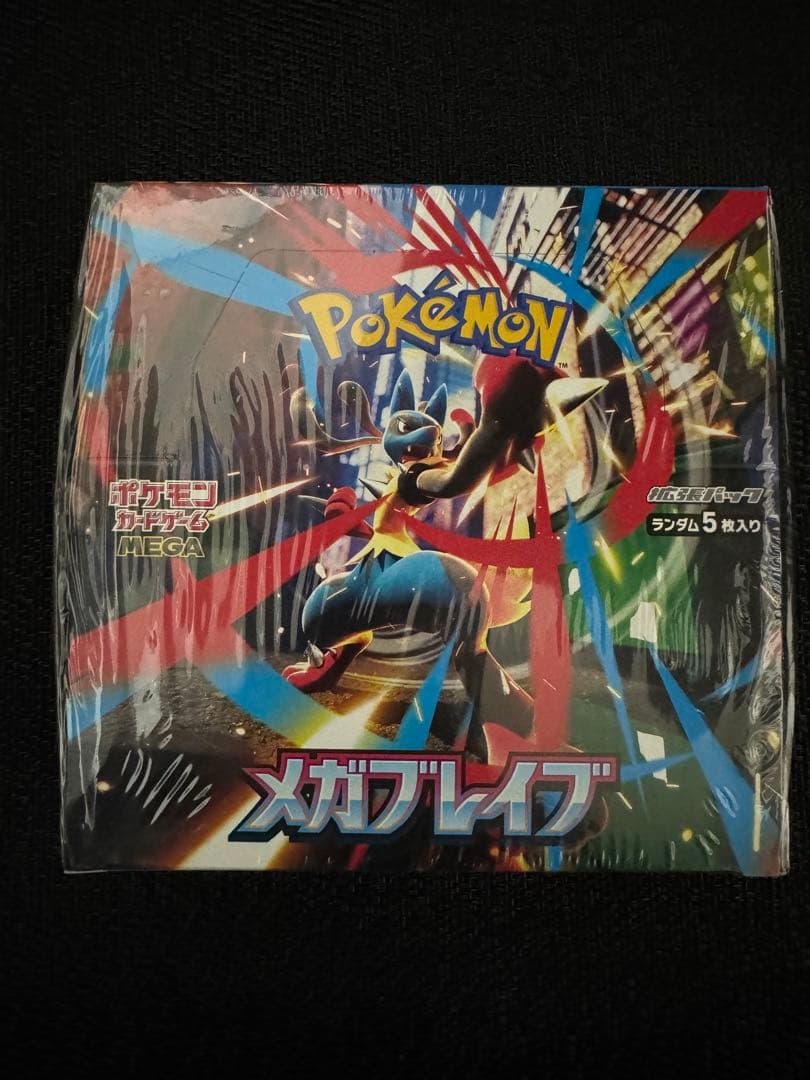 POKéMON
TM
ポケモン
カードゲーム
MEGA
拡張パック
ランダム5枚入り
メガブレイブ